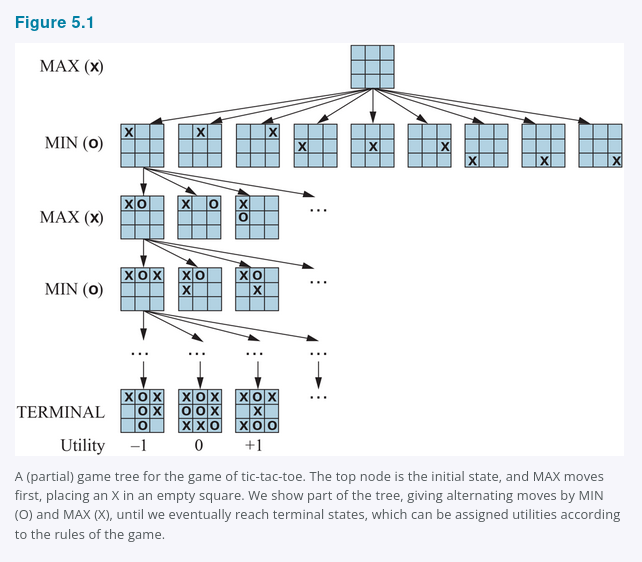 Figure 5.1
MAX (x)
MIN (o)
X X X X X X X X X
MAX (x)
X O X O X O
...
MIN (o)
X O X X O X X O X
...
... ... ... ...
TERMINAL
X O X X O X X O X
O X O O X X
O X X O X O O
...
Utility –1 0 +1
A (partial) game tree for the game of tic-tac-toe. The top node is the initial state, and MAX moves
first, placing an X in an empty square. We show part of the tree, giving alternating moves by MIN
(O) and MAX (X), until we eventually reach terminal states, which can be assigned utilities according
to the rules of the game.